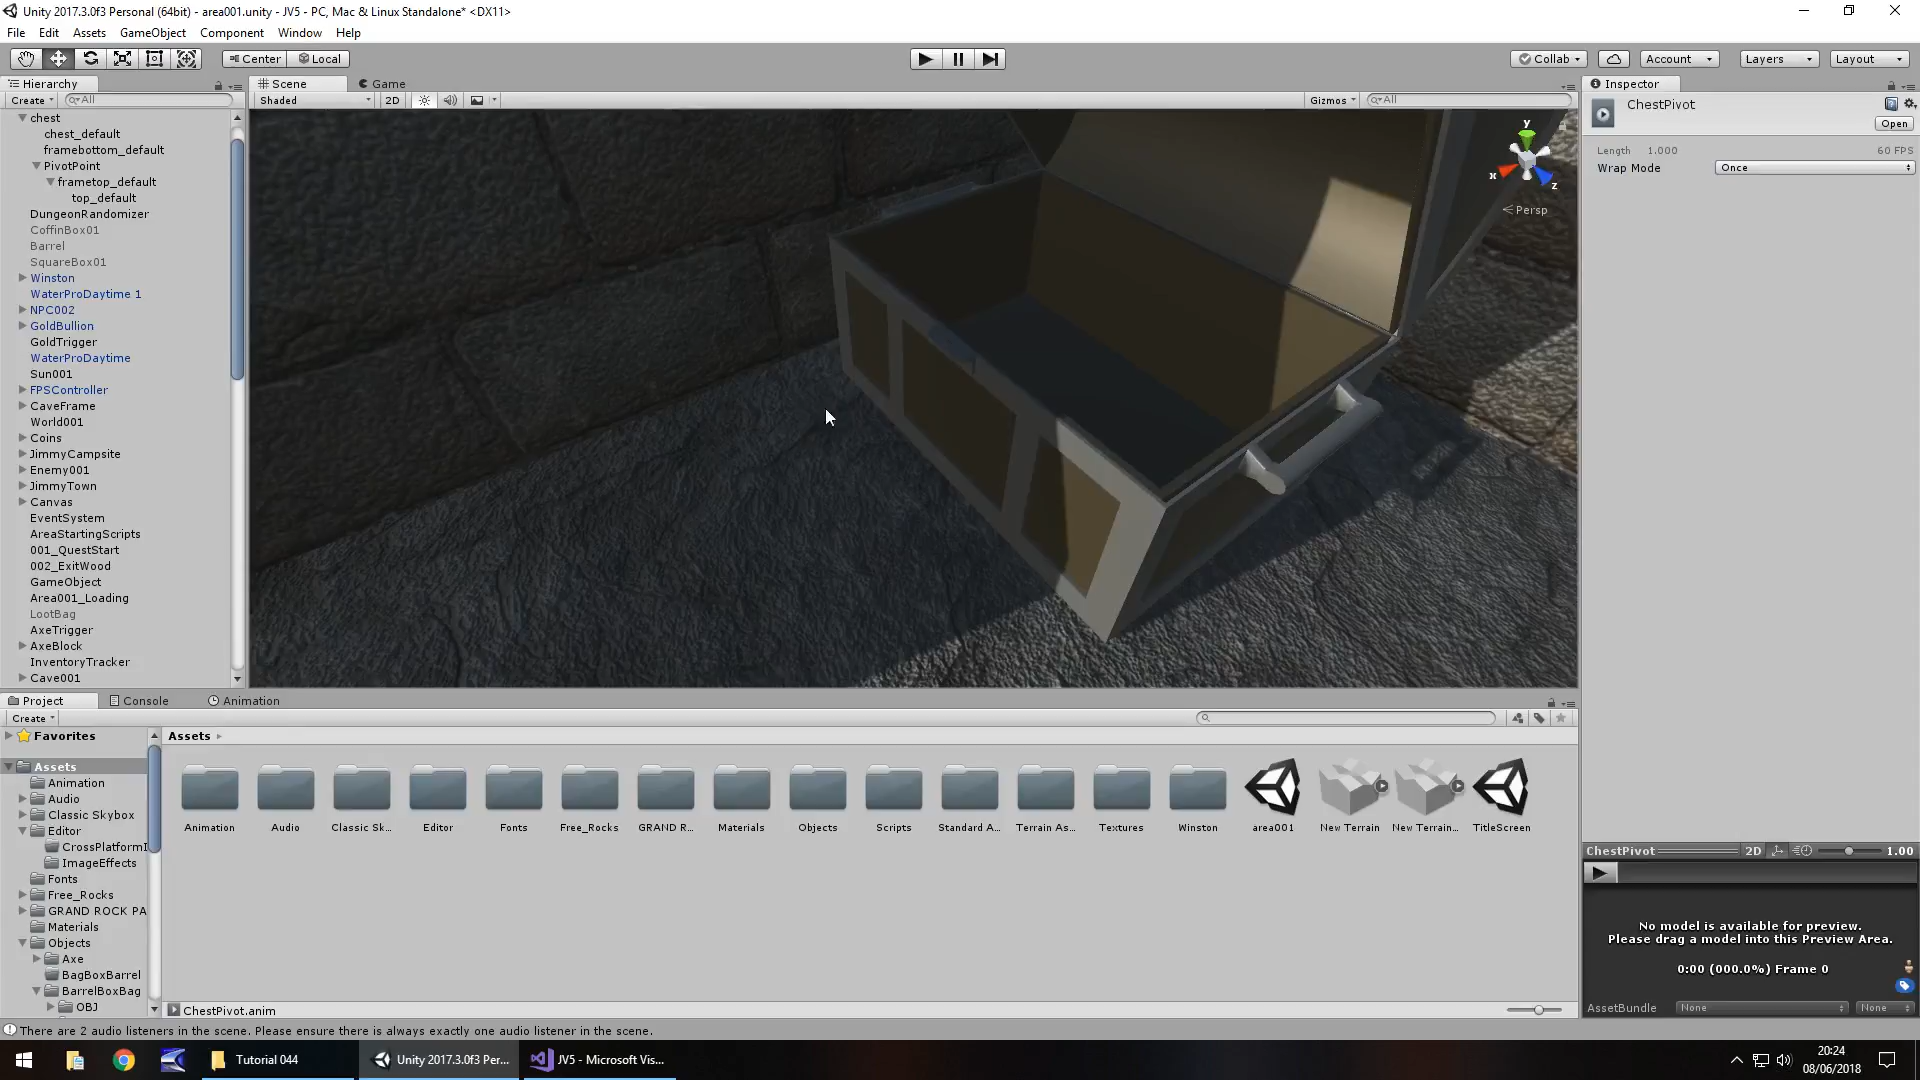 Unity 2017.3.0f3 Personal (64bit) - area001.unity - JV5 - PC, Mac & Linux Standalone* <DX11>
File Edit Assets GameObject Component Window Help
Center Local
Collab Account Layers Layout
Hierarchy
Create All
chest
chest_default
framebottom_default
PivotPoint
frametop_default
top_default
DungeonRandomizer
CoffinBox01
Barrel
SquareBox01
Winston
WaterProDaytime 1
NPC002
GoldBullion
GoldTrigger
WaterProDaytime
Sun001
FPSController
CaveFrame
World001
Coins
JimmyCampsite
Enemy001
JimmyTown
Canvas
EventSystem
AreaStartingScripts
001_QuestStart
002_ExitWood
GameObject
Area001_Loading
LootBag
AxeTrigger
AxeBlock
InventoryTracker
Cave001
Scene Game
Shaded 2D Gizmos All
y
x z
Persp
Inspector
ChestPivot
Open
Length 1.000 60 FPS
Wrap Mode Once
Project Console Animation
Create
Favorites
Assets
Animation
Audio
Classic Skybox
Editor
CrossPlatformI
ImageEffects
Fonts
Free_Rocks
GRAND ROCK PA
Materials
Objects
Axe
BagBoxBarrel
BarrelBoxBag
OBJ
Assets
Animation Audio Classic Sk... Editor Fonts Free_Rocks GRAND R... Materials Objects Scripts Standard A... Terrain As... Textures Winston area001 New Terrain New Terrain... TitleScreen
ChestPivot.anim
ChestPivot 2D 1.00
No model is available for preview.
Please drag a model into this Preview Area.
0:00 (000.0%) Frame 0
AssetBundle None None
There are 2 audio listeners in the scene. Please ensure there is always exactly one audio listener in the scene.
Tutorial 044 Unity 2017.3.0f3 Per... JV5 - Microsoft Vis...
20:24
08/06/2018